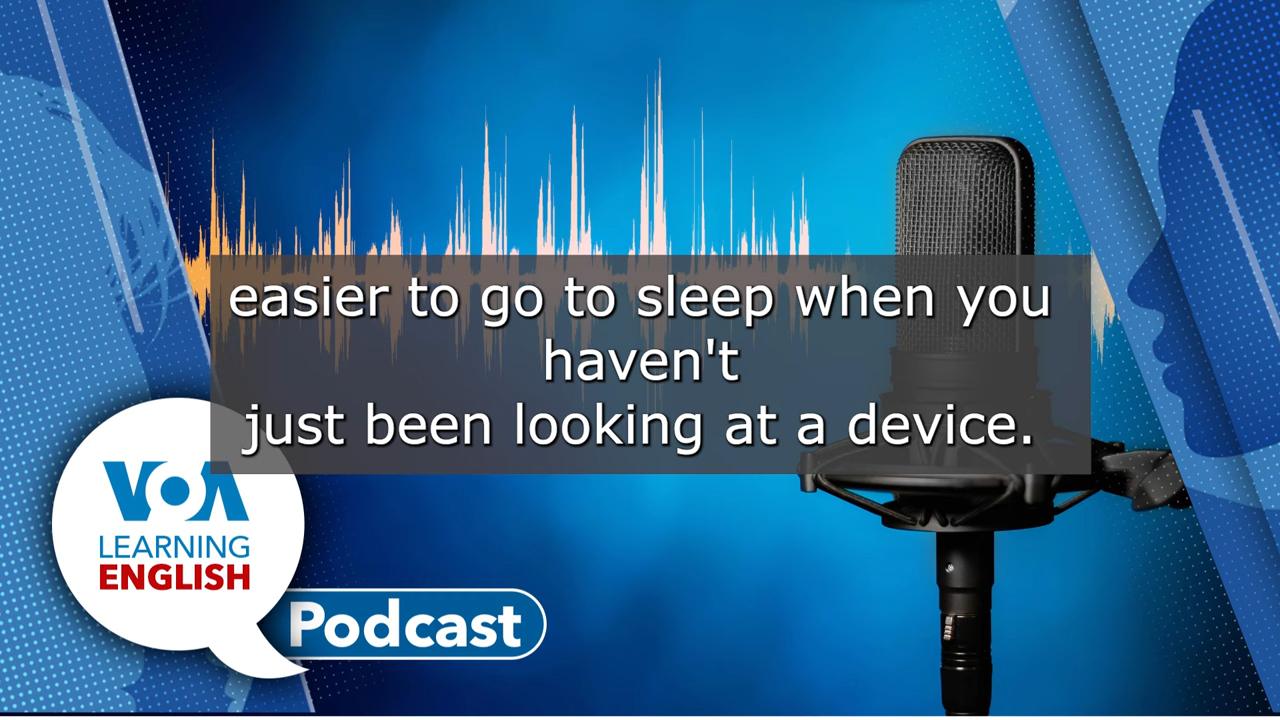 easier to go to sleep when you
haven't
just been looking at a device.
VOA
LEARNING
ENGLISH
Podcast